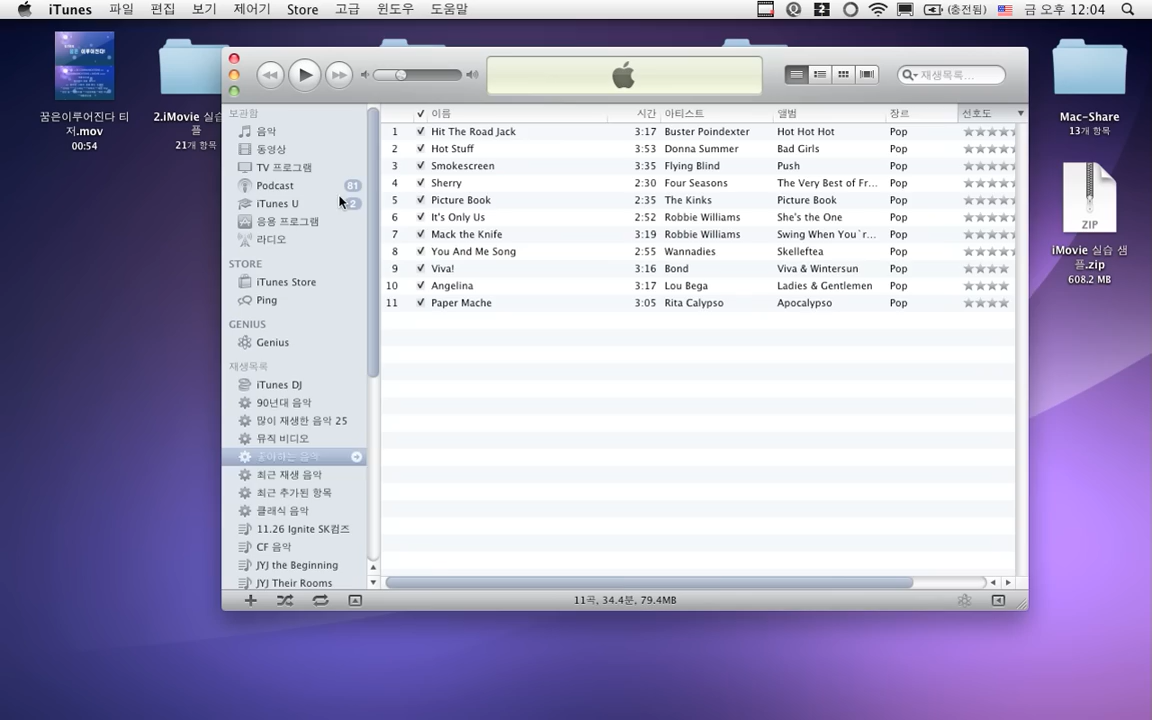 iTunes 파일 편집 보기 제어기 Store 고급 윈도우 도움말 (충전됨) 금 오후 12:04
꿈은이루어진다 티
저.mov
00:54
2.iMovie 실습
플
21개 항목
Mac-Share
13개 항목
ZIP
iMovie 실습 샘
플.zip
608.2 MB
재생목록...
보관함
음악
동영상
TV 프로그램
Podcast 81
iTunes U 2
응용 프로그램
라디오
STORE
iTunes Store
Ping
GENIUS
Genius
재생목록
iTunes DJ
90년대 음악
많이 재생한 음악 25
뮤직 비디오
좋아하는 음악
최근 재생 음악
최근 추가된 항목
클래식 음악
11.26 Ignite SK컴즈
CF 음악
JYJ the Beginning
JYJ Their Rooms
이름 시간 아티스트 앨범 장르 선호도
1 Hit The Road Jack 3:17 Buster Poindexter Hot Hot Hot Pop
2 Hot Stuff 3:53 Donna Summer Bad Girls Pop
3 Smokescreen 3:35 Flying Blind Push Pop
4 Sherry 2:30 Four Seasons The Very Best of Fr... Pop
5 Picture Book 2:35 The Kinks Picture Book Pop
6 It's Only Us 2:52 Robbie Williams She's the One Pop
7 Mack the Knife 3:19 Robbie Williams Swing When You`r... Pop
8 You And Me Song 2:55 Wannadies Skelleftea Pop
9 Viva! 3:16 Bond Viva & Wintersun Pop
10 Angelina 3:17 Lou Bega Ladies & Gentlemen Pop
11 Paper Mache 3:05 Rita Calypso Apocalypso Pop
11곡, 34.4분, 79.4MB